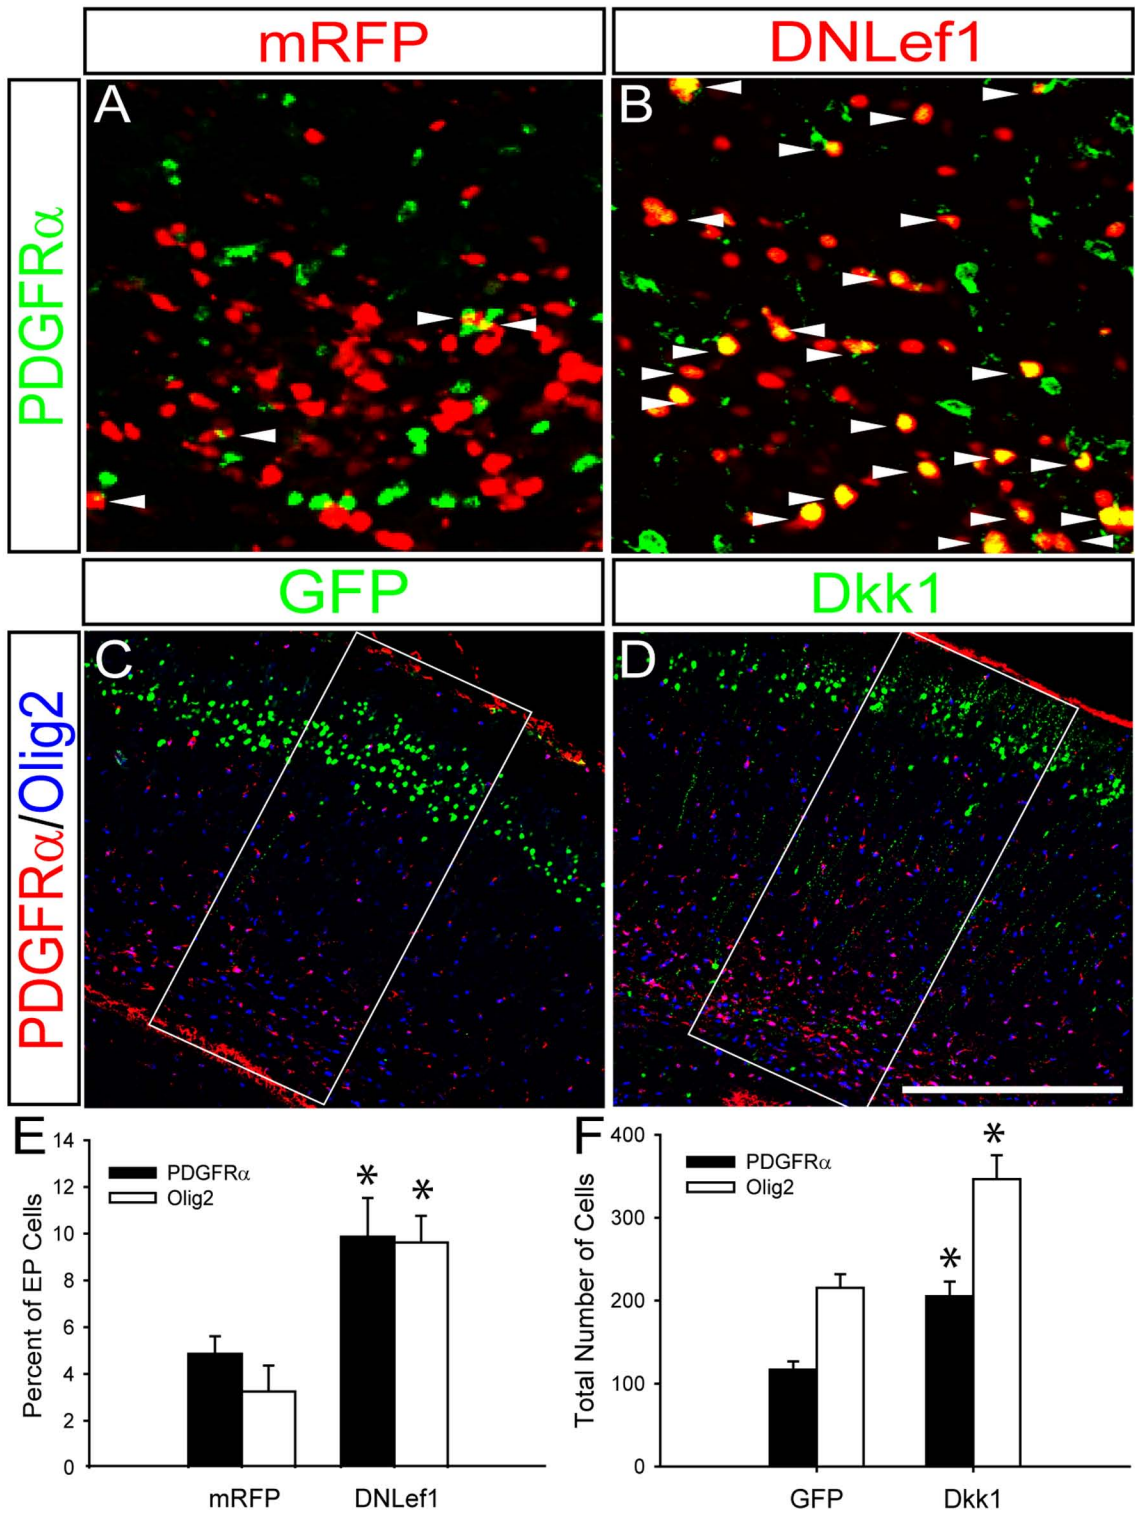 mRFP
DNLef1
PDGFRα
A
B
GFP
Dkk1
PDGFRα/Olig2
C
D
E
14
12
10
8
6
4
2
0
Percent of EP Cells
PDGFRα
Olig2
*
*
mRFP
DNLef1
F
400
300
200
100
0
Total Number of Cells
PDGFRα
Olig2
*
*
GFP
Dkk1